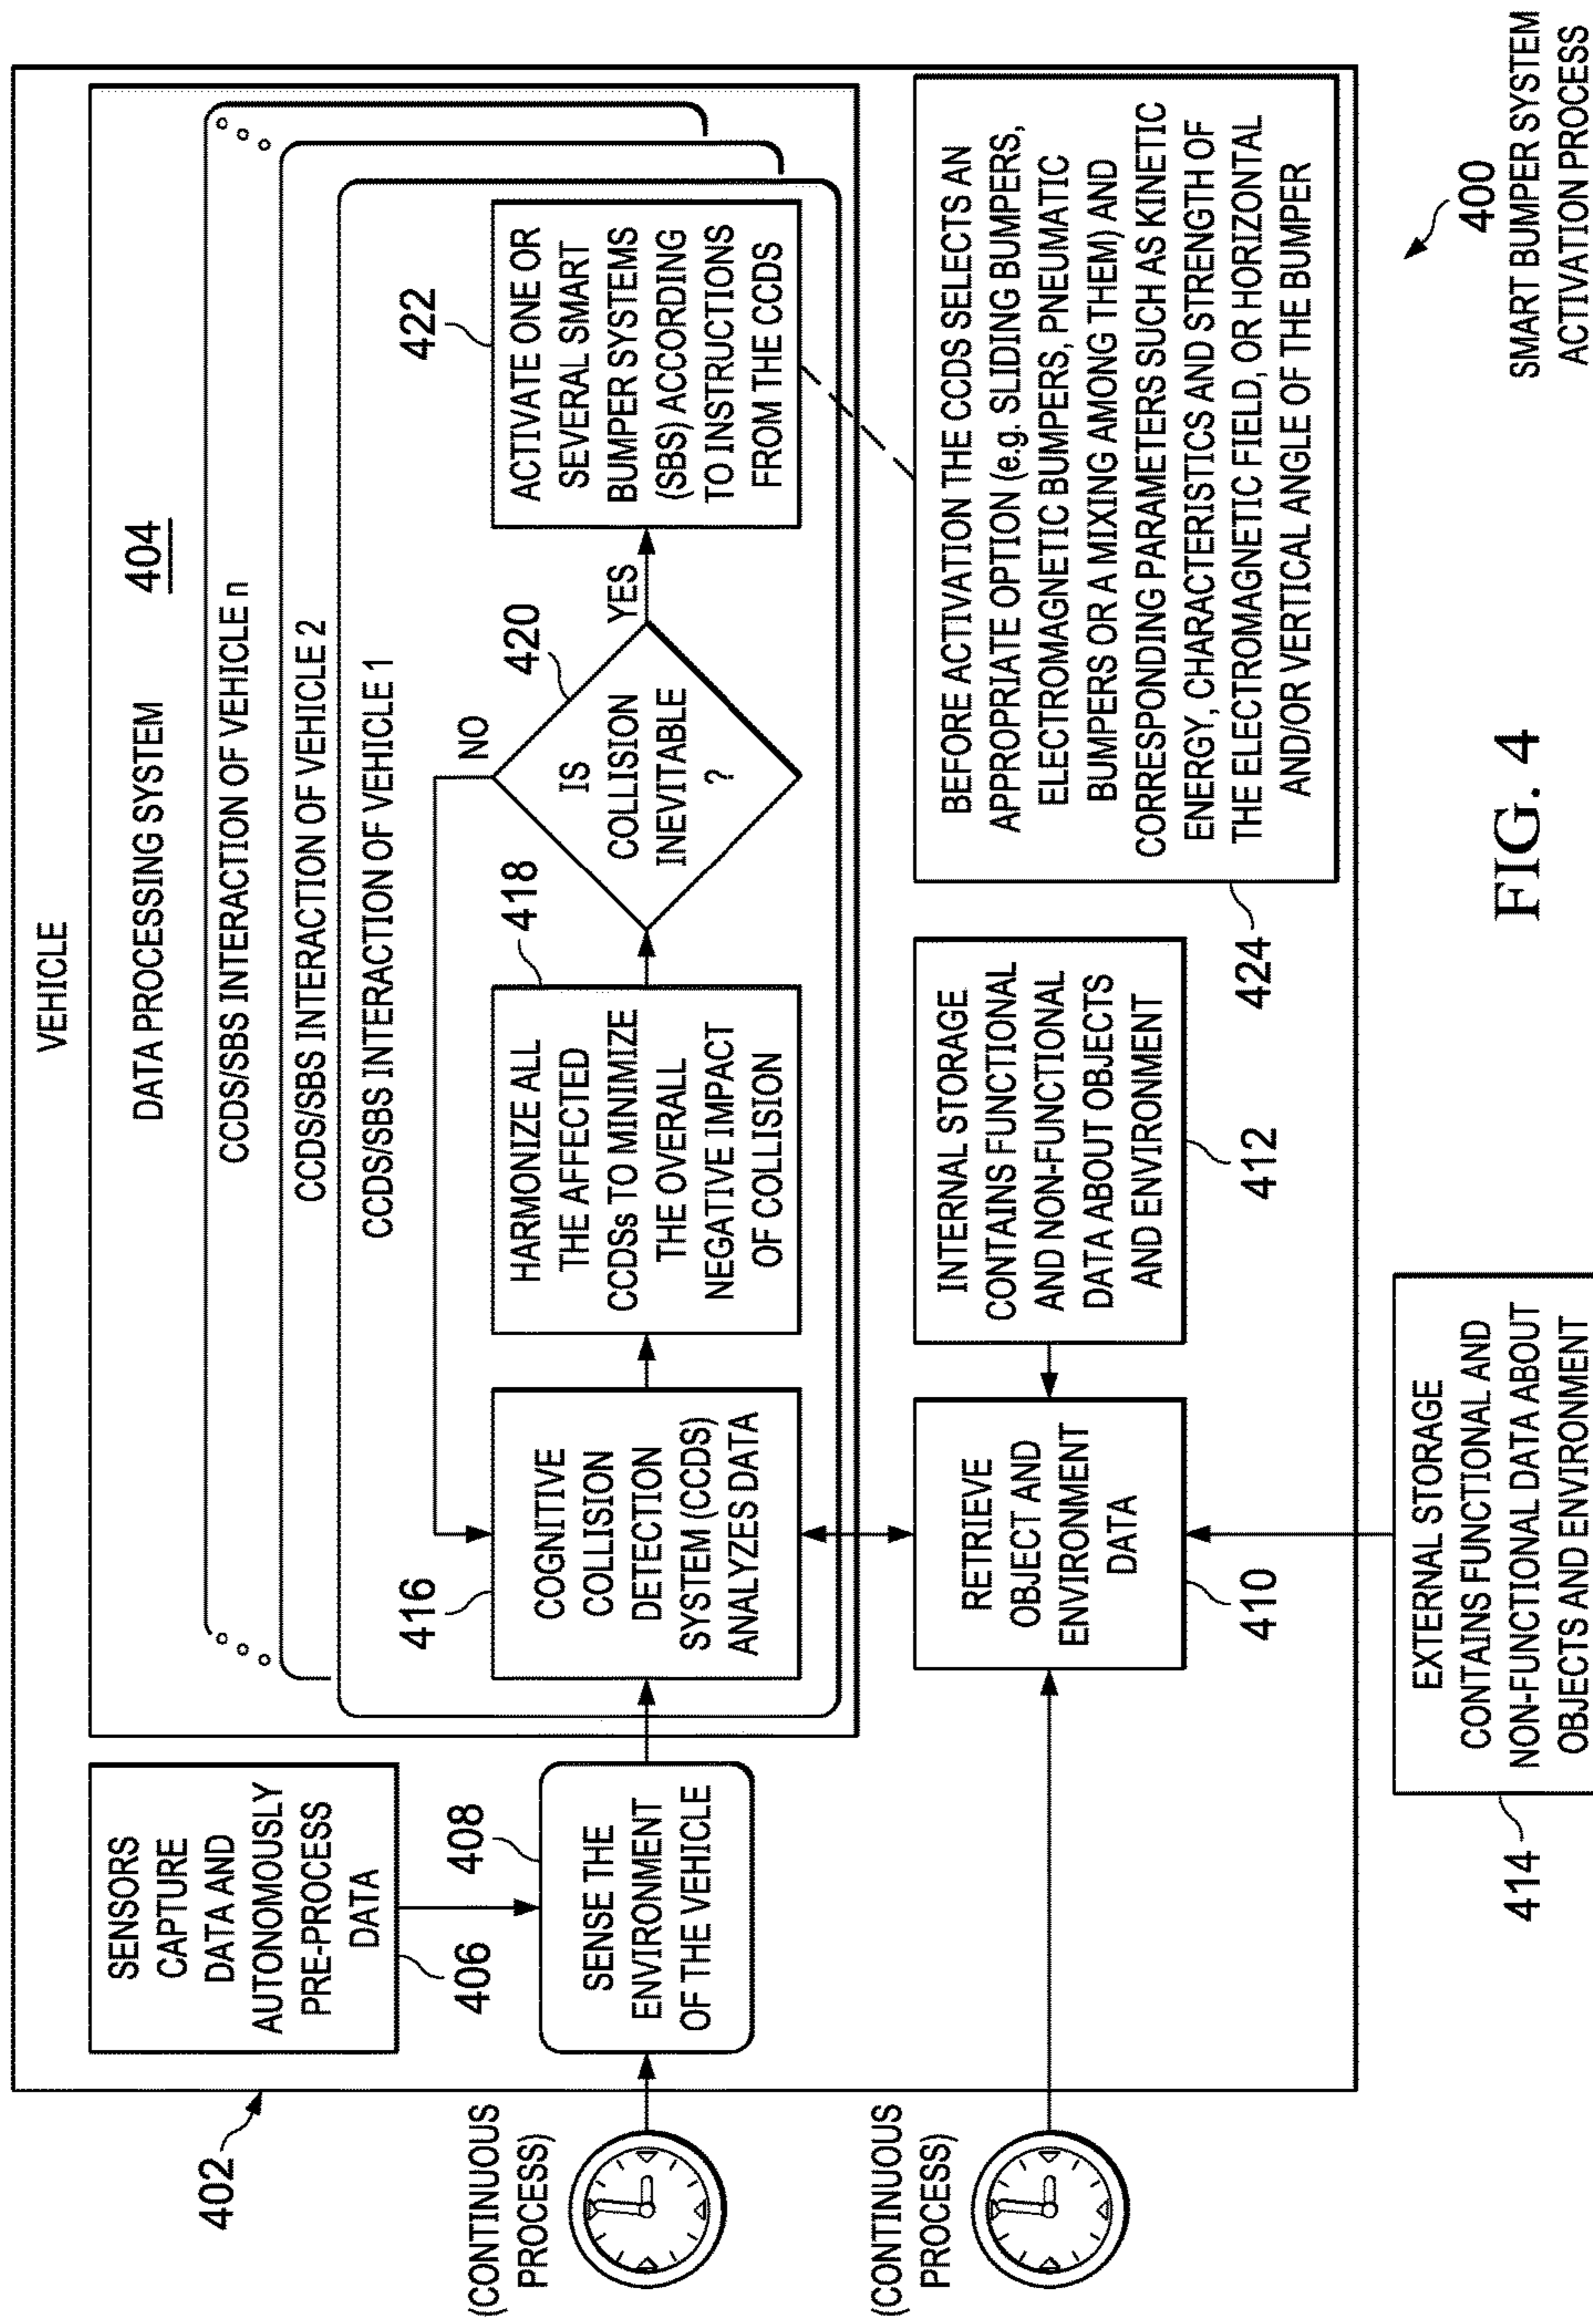 VEHICLE
402
DATA PROCESSING SYSTEM
404
CCDS/SBS INTERACTION OF VEHICLE n
CCDS/SBS INTERACTION OF VEHICLE 2
CCDS/SBS INTERACTION OF VEHICLE 1
SENSORS
CAPTURE
DATA AND
AUTONOMOUSLY
PRE-PROCESS
DATA
406
(CONTINUOUS
PROCESS)
408
SENSE THE
ENVIRONMENT
OF THE VEHICLE
416
COGNITIVE
COLLISION
DETECTION
SYSTEM (CCDS)
ANALYZES DATA
418
HARMONIZE ALL
THE AFFECTED
CCDSs TO MINIMIZE
THE OVERALL
NEGATIVE IMPACT
OF COLLISION
420
IS
COLLISION
INEVITABLE
?
NO
YES
422
ACTIVATE ONE OR
SEVERAL SMART
BUMPER SYSTEMS
(SBS) ACCORDING
TO INSTRUCTIONS
FROM THE CCDS
(CONTINUOUS
PROCESS)
RETRIEVE
OBJECT AND
ENVIRONMENT
DATA
410
INTERNAL STORAGE
CONTAINS FUNCTIONAL
AND NON-FUNCTIONAL
DATA ABOUT OBJECTS
AND ENVIRONMENT
412
BEFORE ACTIVATION THE CCDS SELECTS AN
APPROPRIATE OPTION (e.g. SLIDING BUMPERS,
ELECTROMAGNETIC BUMPERS, PNEUMATIC
BUMPERS OR A MIXING AMONG THEM) AND
CORRESPONDING PARAMETERS SUCH AS KINETIC
ENERGY, CHARACTERISTICS AND STRENGTH OF
THE ELECTROMAGNETIC FIELD, OR HORIZONTAL
AND/OR VERTICAL ANGLE OF THE BUMPER
424
414
EXTERNAL STORAGE
CONTAINS FUNCTIONAL AND
NON-FUNCTIONAL DATA ABOUT
OBJECTS AND ENVIRONMENT
FIG. 4
400
SMART BUMPER SYSTEM
ACTIVATION PROCESS